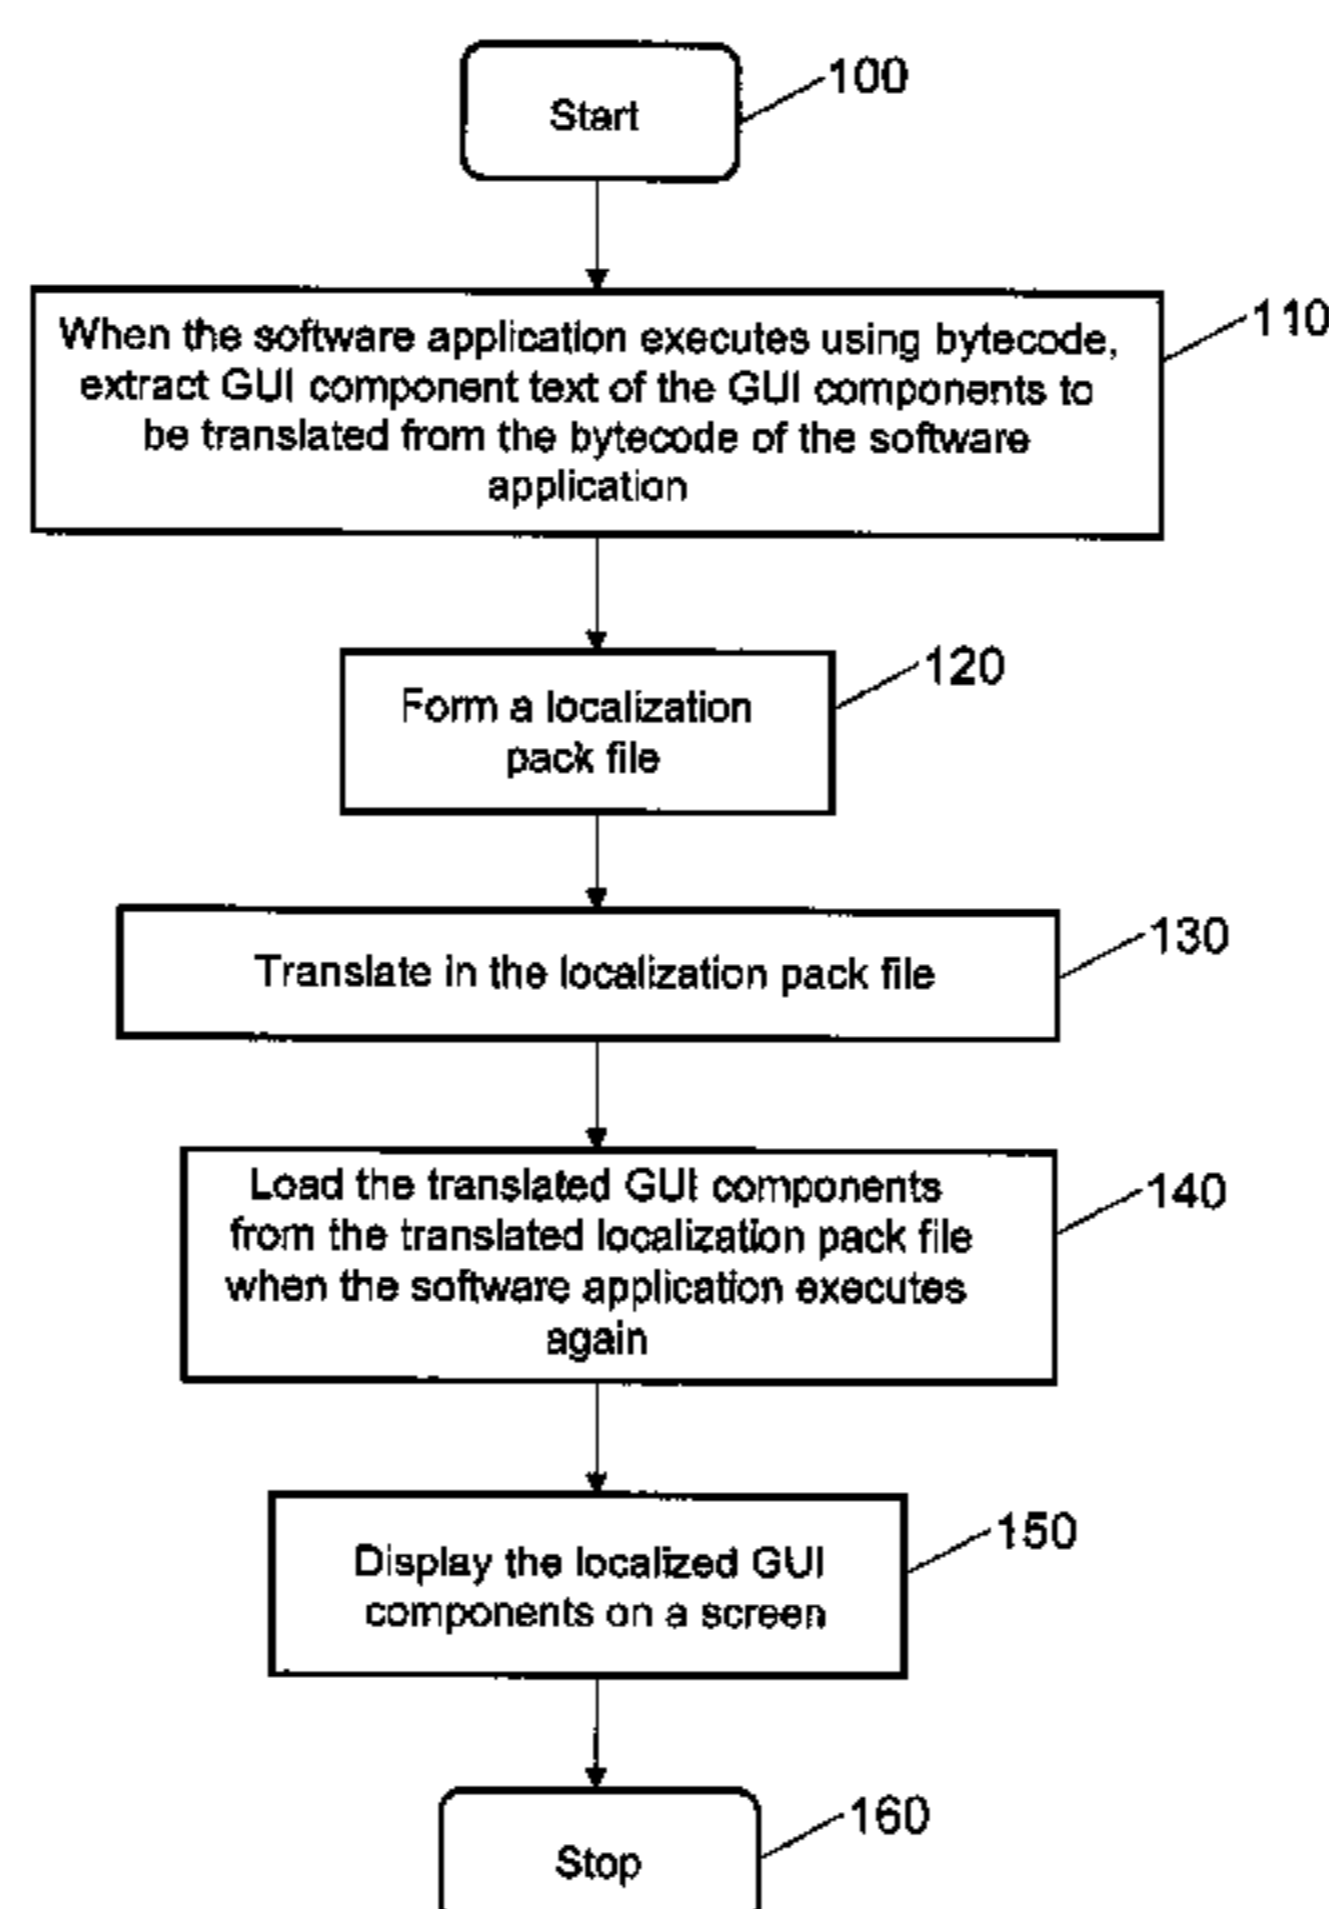 Start
100
When the software application executes using bytecode,
extract GUI component text of the GUI components to
be translated from the bytecode of the software
application
110
Form a localization
pack file
120
Translate in the localization pack file
130
Load the translated GUI components
from the translated localization pack file
when the software application executes
again
140
Display the localized GUI
components on a screen
150
Stop
160